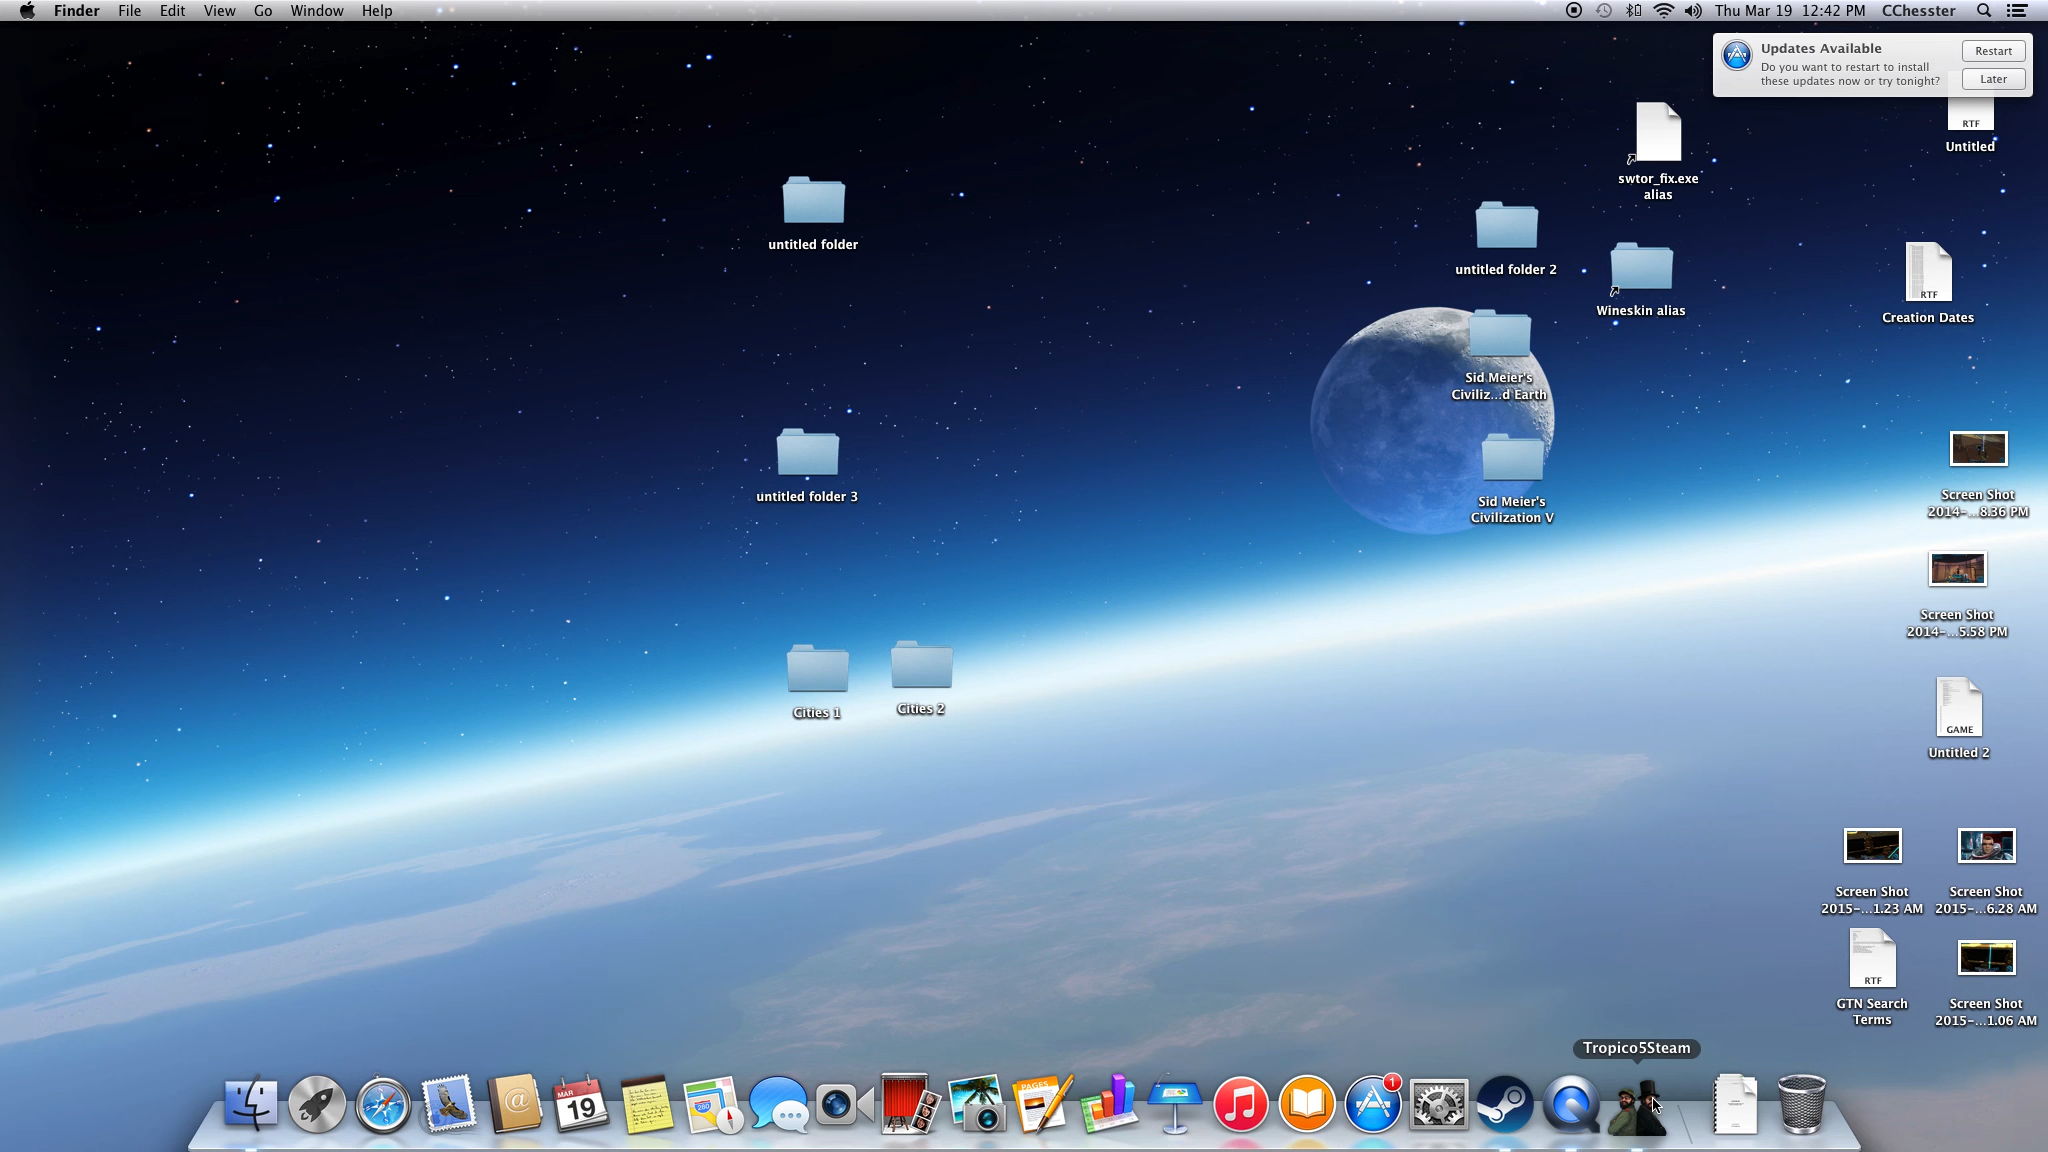 Finder File Edit View Go Window Help
Thu Mar 19 12:42 PM CChesster
Updates Available
Do you want to restart to install
these updates now or try tonight?
Restart
Later
RTF
Untitled
swtor_fix.exe
alias
untitled folder
untitled folder 2
Wineskin alias
RTF
Creation Dates
Sid Meier's
Civiliz...d Earth
Sid Meier's
Civilization V
untitled folder 3
Screen Shot
2014-...8.36 PM
Screen Shot
2014-...5.58 PM
Cities 1
Cities 2
GAME
Untitled 2
Screen Shot
2015-...1.23 AM
Screen Shot
2015-...6.28 AM
RTF
GTN Search
Terms
Screen Shot
2015-...1.06 AM
Tropico5Steam
MAR
19
280
PAGES
1